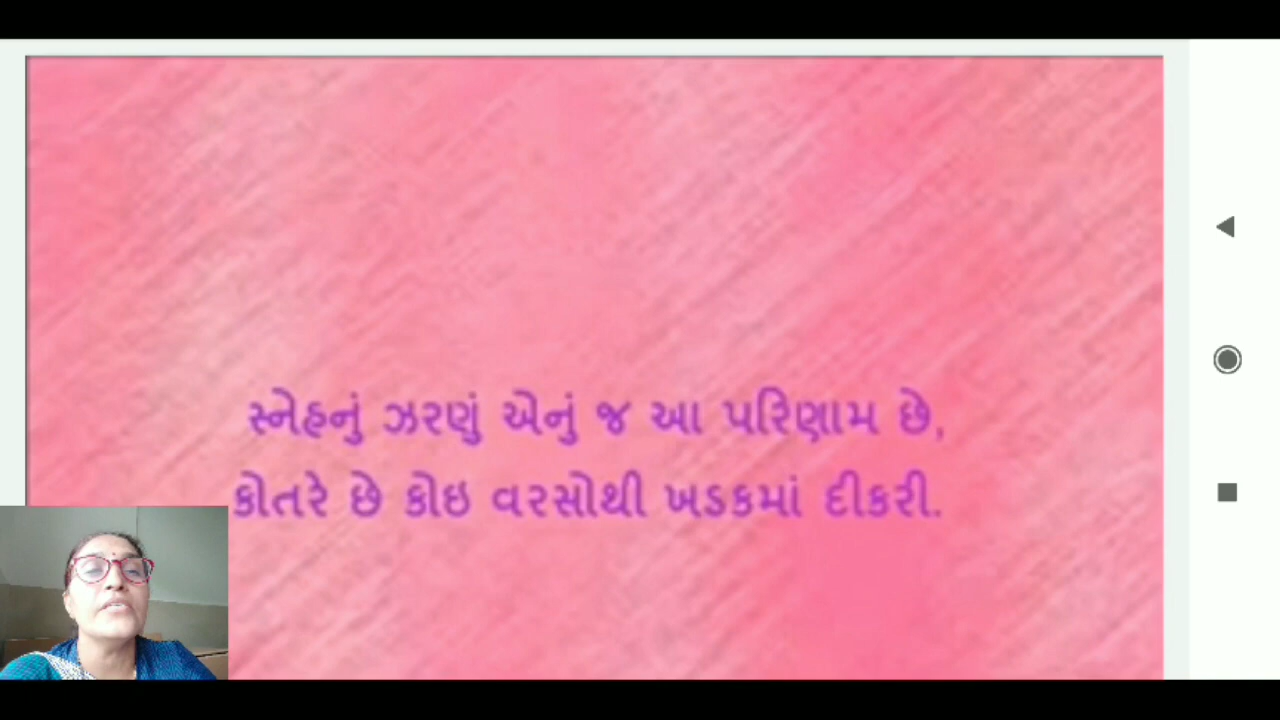 સ્નેહનું ઝરણું એનું જ આ પરિણામ છે,
કોતરે છે કોઇ વરસોથી ખડકમાં દીકરી.